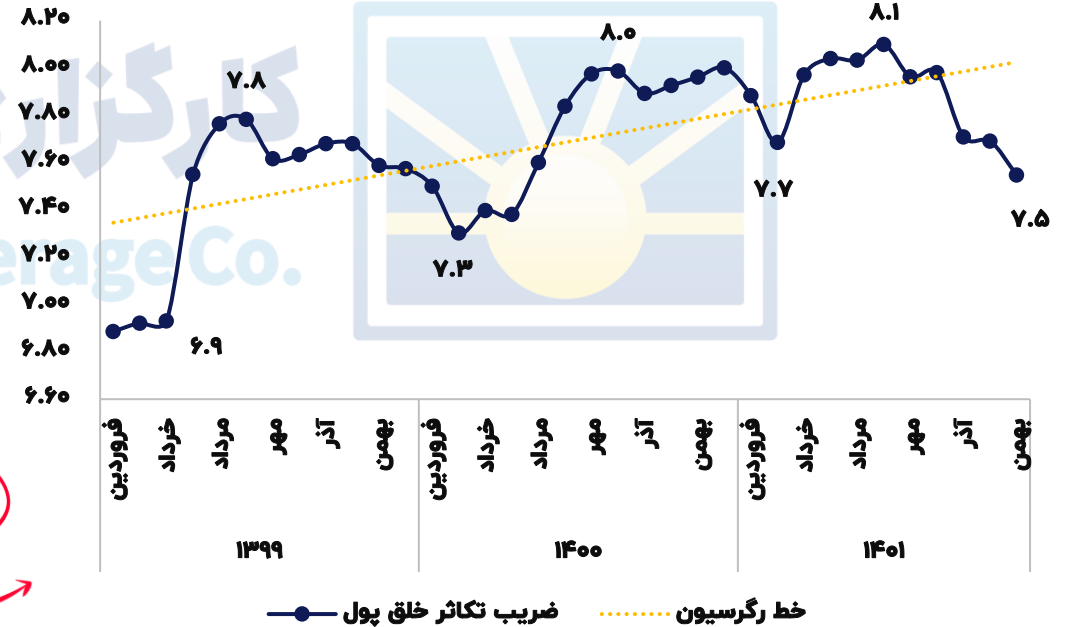 ۸.۲۰
۸.۰۰
۷.۸۰
۷.۶۰
۷.۴۰
۷.۲۰
۷.۰۰
۶.۸۰
۶.۶۰
۸.۱
۸.۰
۷.۸
۷.۷
۷.۵
۷.۳
۶.۹
کارگزار
erage Co.
فروردین
خرداد
مرداد
مهر
آذر
بهمن
فروردین
خرداد
مرداد
مهر
آذر
بهمن
فروردین
خرداد
مرداد
مهر
آذر
بهمن
۱۳۹۹
۱۴۰۰
۱۴۰۱
ضریب تکاثر خلق پول
خط رگرسیون